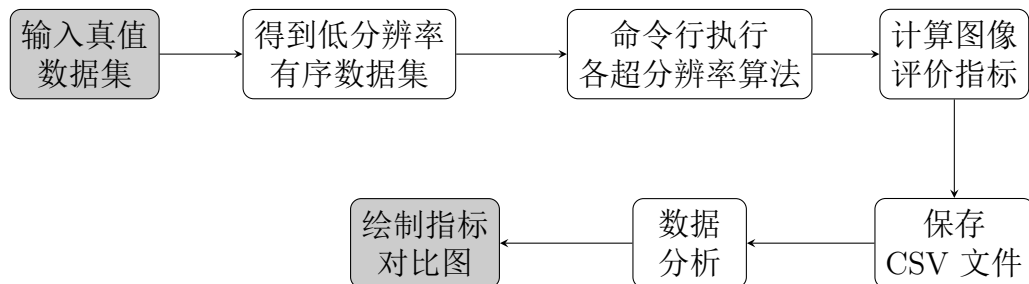 输入真值
数据集
得到低分辨率
有序数据集
命令行执行
各超分辨率算法
计算图像
评价指标
保存
CSV 文件
数据
分析
绘制指标
对比图